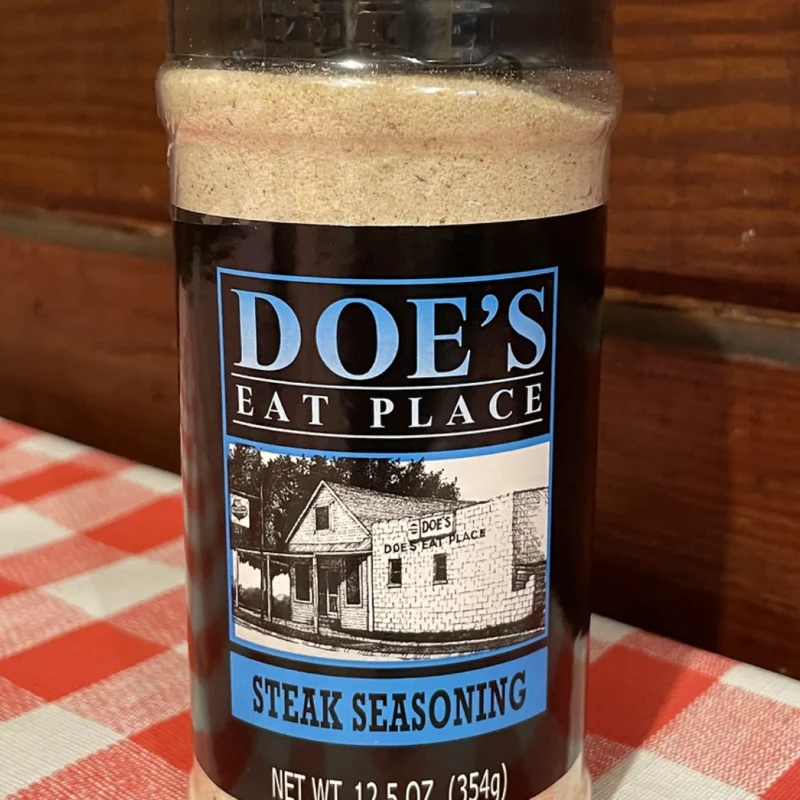 DOE'S
EAT PLACE
DOE'S
DOE'S EAT PLACE
STEAK SEASONING
NET WT. 12.5 OZ. (354g)